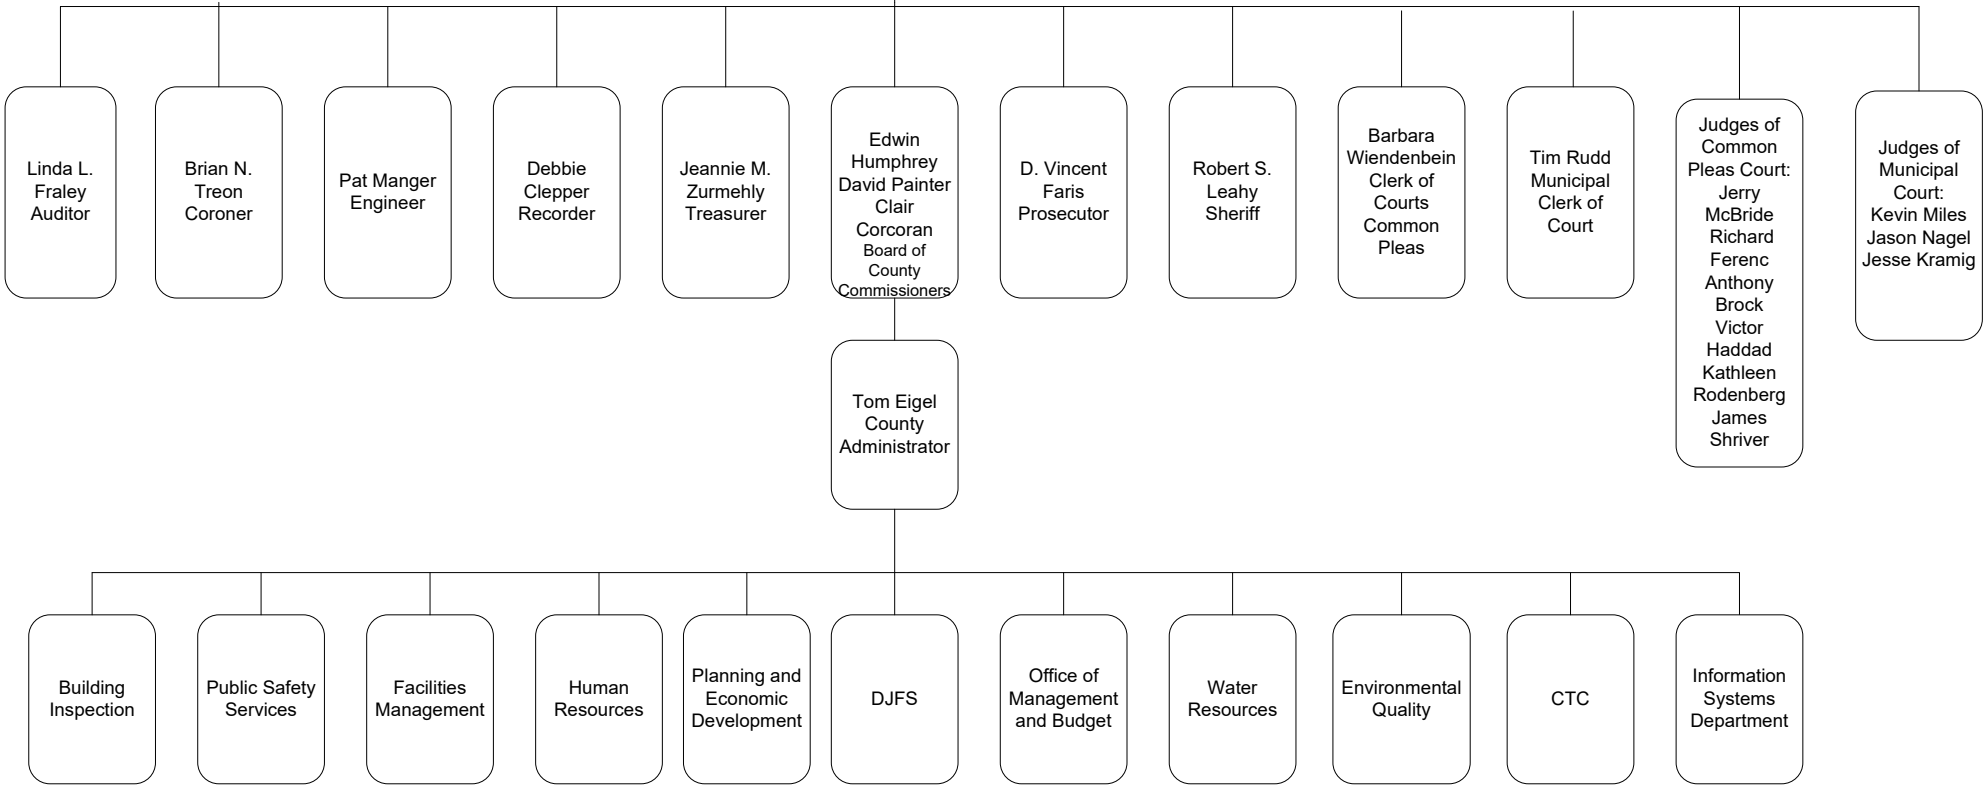 Linda L.
Fraley
Auditor
Brian N.
Treon
Coroner
Pat Manger
Engineer
Debbie
Clepper
Recorder
Jeannie M.
Zurmehly
Treasurer
Edwin
Humphrey
David Painter
Clair
Corcoran
Board of
County
Commissioners
D. Vincent
Faris
Prosecutor
Robert S.
Leahy
Sheriff
Barbara
Wiendenbein
Clerk of
Courts
Common
Pleas
Tim Rudd
Municipal
Clerk of
Court
Judges of
Common
Pleas Court:
Jerry
McBride
Richard
Ferenc
Anthony
Brock
Victor
Haddad
Kathleen
Rodenberg
James
Shriver
Judges of
Municipal
Court:
Kevin Miles
Jason Nagel
Jesse Kramig
Tom Eigel
County
Administrator
Building
Inspection
Public Safety
Services
Facilities
Management
Human
Resources
Planning and
Economic
Development
DJFS
Office of
Management
and Budget
Water
Resources
Environmental
Quality
CTC
Information
Systems
Department